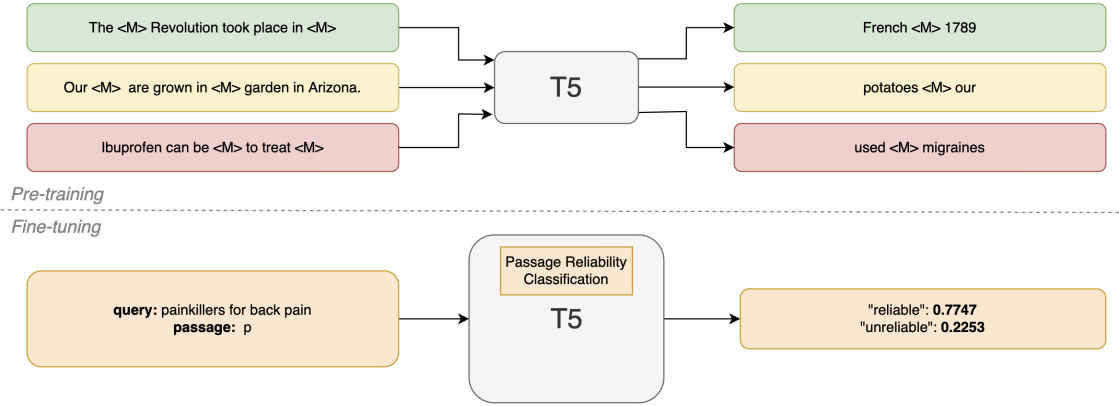 The <M> Revolution took place in <M>
French <M> 1789
Our <M> are grown in <M> garden in Arizona.
T5
potatoes <M> our
Ibuprofen can be <M> to treat <M>
used <M> migraines
Pre-training
Fine-tuning
Passage Reliability
Classification
T5
query: painkillers for back pain
passage: p
"reliable": 0.7747
"unreliable": 0.2253